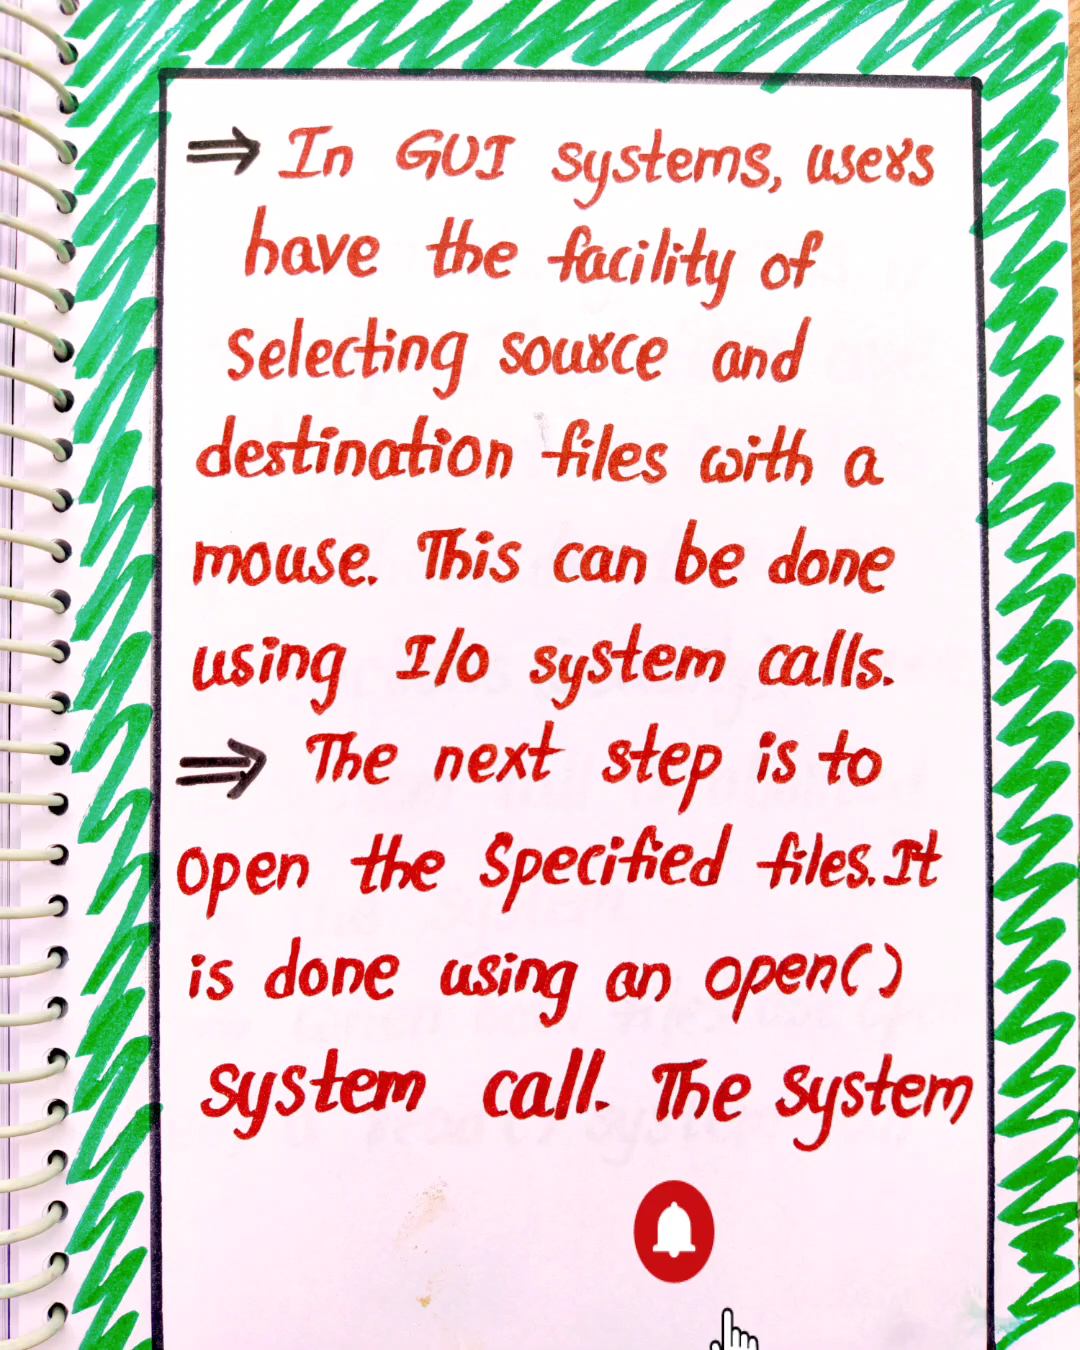 ⇒ In GUI systems, users
have the facility of
Selecting source and
destination files with a
mouse. This can be done
using I/o system calls.
⇒ The next step is to
open the Specified files. It
is done using an open()
system call. The system